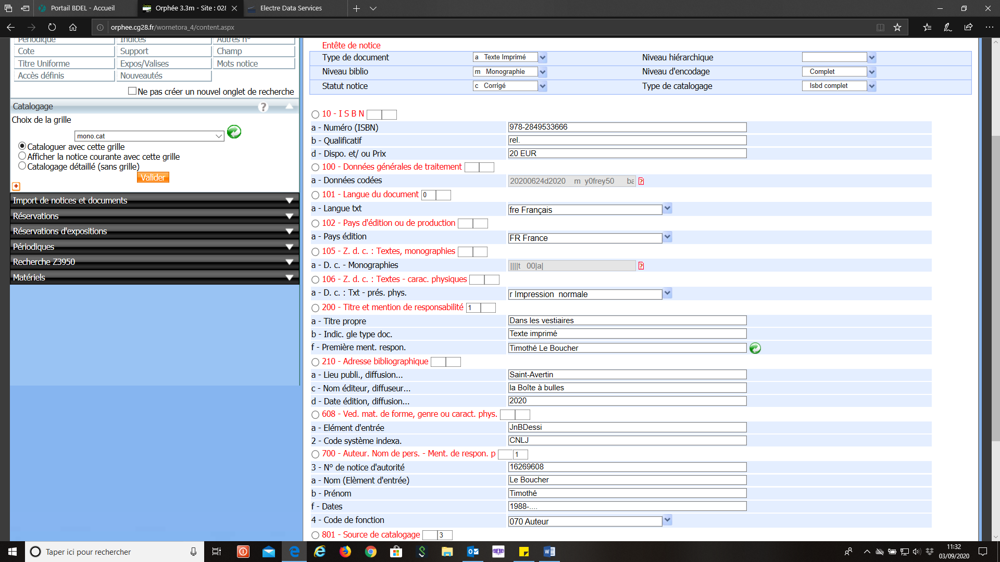 Portail BDEL - Accueil
Orphée 3.3m - Site : 028
Electre Data Services
orphee.cg28.fr/wornetora_4/content.aspx
Périodique
Indices
Autres n°
Cote
Support
Champ
Titre Uniforme
Expos/Valises
Mots notice
Accès définis
Nouveautés
Ne pas créer un nouvel onglet de recherche
Catalogage
?
Choix de la grille
mono.cat
Cataloguer avec cette grille
Afficher la notice courante avec cette grille
Catalogage détaillé (sans grille)
Valider
Import de notices et documents
Réservations
Réservations d'expositions
Périodiques
Recherche Z3950
Matériels
Entête de notice
Type de document
a Texte Imprimé
Niveau hiérarchique
Niveau biblio
m Monographie
Niveau d'encodage
Complet
Statut notice
c Corrigé
Type de catalogage
Isbd complet
10 - I S B N
a - Numéro (ISBN)
978-2849533666
b - Qualificatif
rel.
d - Dispo. et/ ou Prix
20 EUR
100 - Données générales de traitement
a - Données codées
20200624d2020 m y0frey50 ba
101 - Langue du document 0
a - Langue txt
fre Français
102 - Pays d'édition ou de production
a - Pays édition
FR France
105 - Z. d. c. : Textes, monographies
a - D. c. - Monographies
||||t 00|a|
106 - Z. d. c. : Textes - carac. physiques
a - D. c. : Txt - prés. phys.
r Impression normale
200 - Titre et mention de responsabilité 1
a - Titre propre
Dans les vestiaires
b - Indic. gle type doc.
Texte imprimé
f - Première ment. respon.
Timothé Le Boucher
210 - Adresse bibliographique
a - Lieu publi., diffusion...
Saint-Avertin
c - Nom éditeur, diffuseur...
la Boîte à bulles
d - Date édition, diffusion...
2020
608 - Ved. mat. de forme, genre ou caract. phys.
a - Elément d'entrée
JnBDessi
2 - Code système indexa.
CNLJ
700 - Auteur. Nom de pers. - Ment. de respon. p 1
3 - N° de notice d'autorité
16269608
a - Nom (Elèment d'entrée)
Le Boucher
b - Prénom
Timothé
f - Dates
1988-....
4 - Code de fonction
070 Auteur
801 - Source de catalogage 3
Taper ici pour rechercher
11:32
03/09/2020